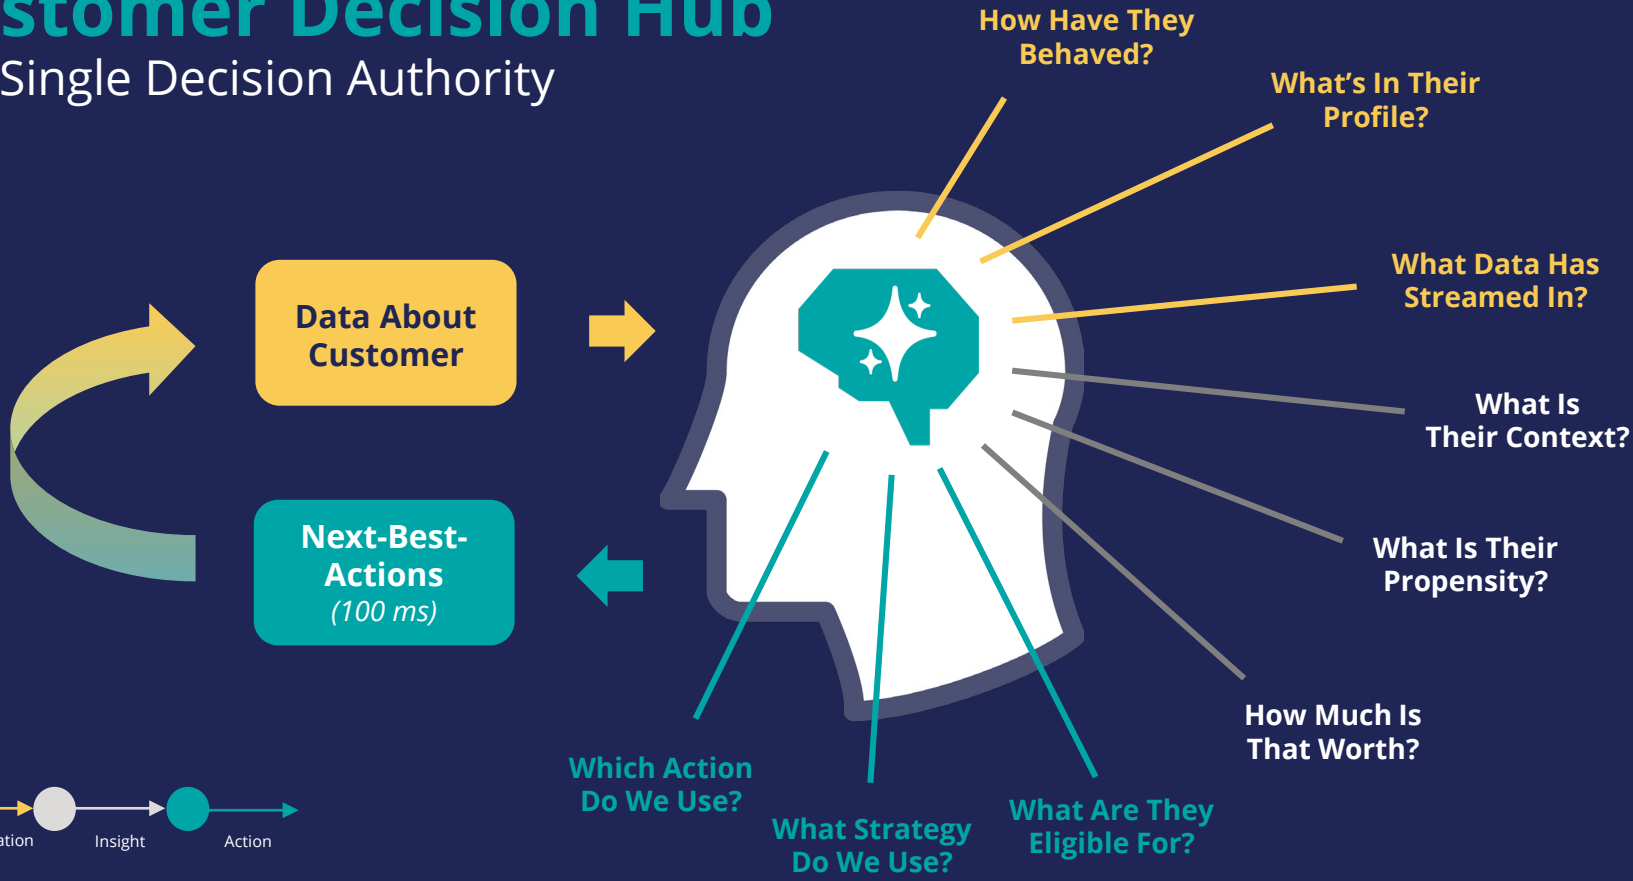 stomer Decision Hub
Single Decision Authority
How Have They
Behaved?
What's In Their
Profile?
What Data Has
Streamed In?
What Is
Their Context?
What Is Their
Propensity?
How Much Is
That Worth?
What Are They
Eligible For?
What Strategy
Do We Use?
Which Action
Do We Use?
Data About
Customer
Next-Best-
Actions
(100 ms)
ation
Insight
Action